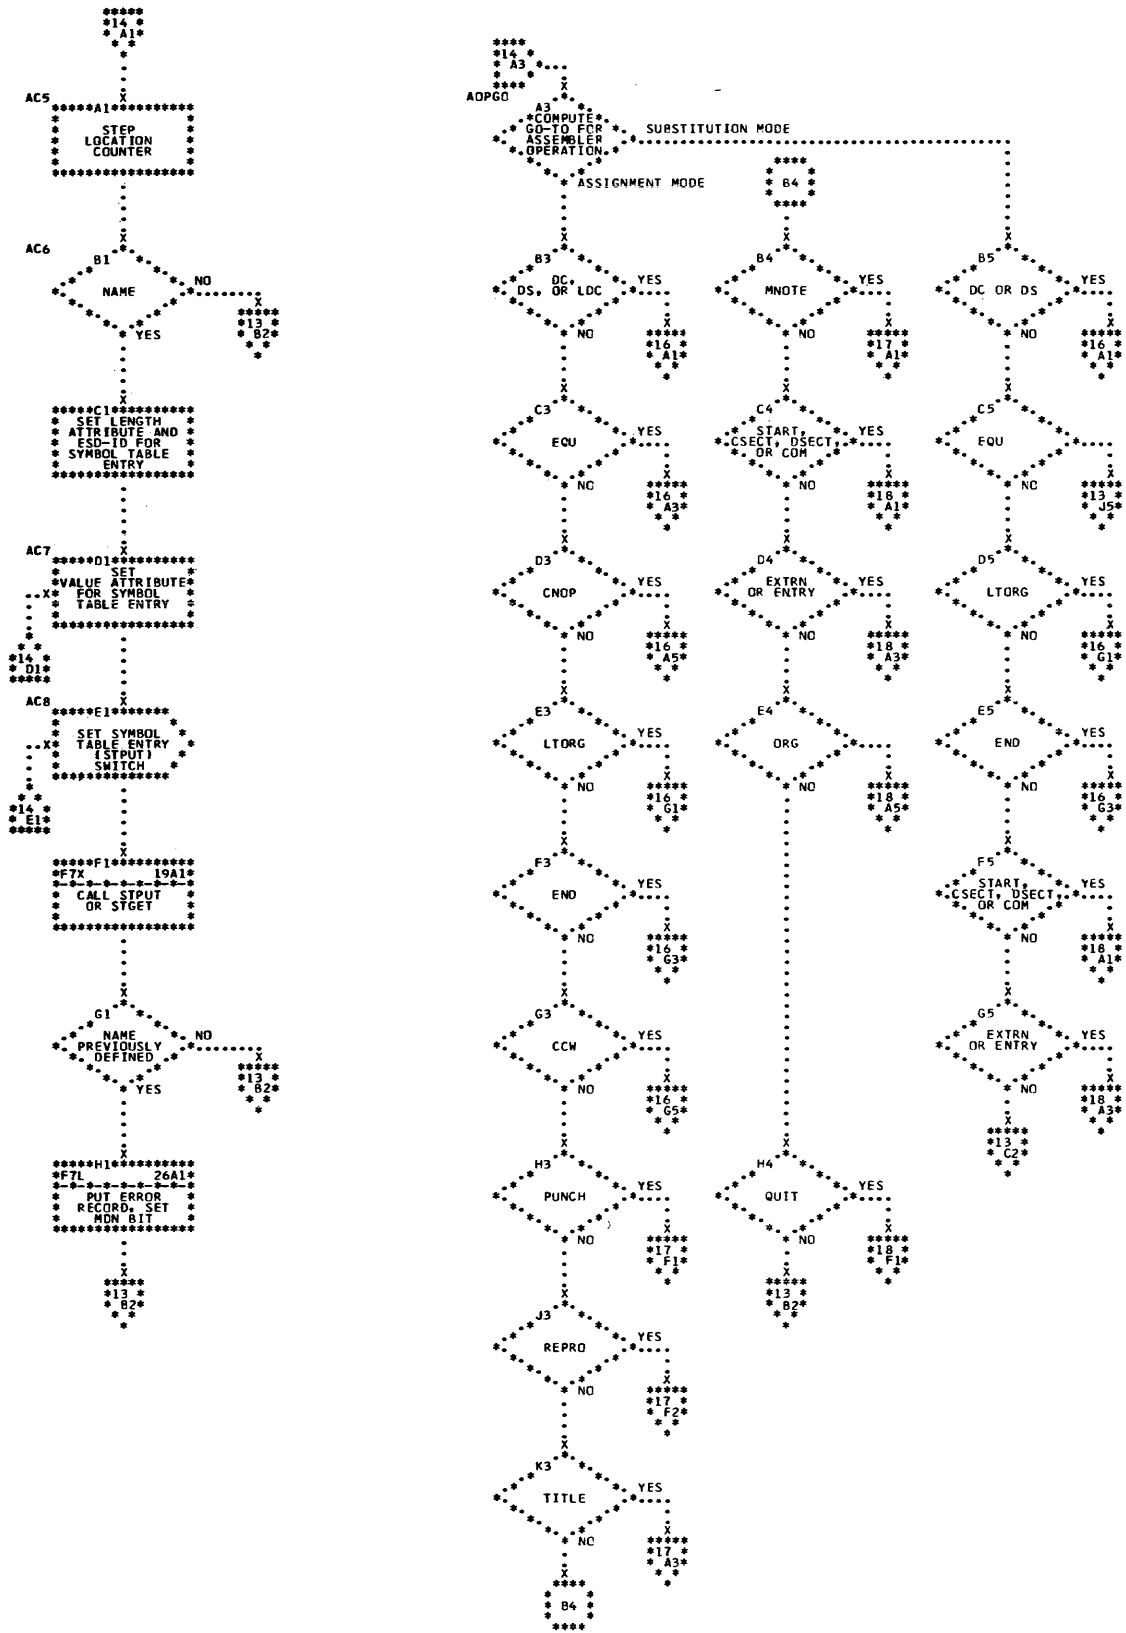 *14 *
A1*
AC5
A1
STEP
LOCATION
COUNTER
AC6
B1
NAME
NO
*13 *
B2*
YES
C1
SET LENGTH
ATTRIBUTE AND
ESD-ID FOR
SYMBOL TABLE
ENTRY
AC7
D1
SET
VALUE ATTRIBUTE
FOR SYMBOL
TABLE ENTRY
*14 *
D1*
AC8
E1
SET SYMBOL
TABLE ENTRY
(STPUT)
SWITCH
*14 *
E1*
F1
*F7X 19A1*
CALL STPUT
OR STGET
G1
NAME
PREVIOUSLY
DEFINED
NO
*13 *
B2*
YES
H1
*F7L 26A1*
PUT ERROR
RECORD, SET
MDN BIT
*13 *
B2*
*14 *
* A3 *
AOPGO
A3
COMPUTE
GO-TO FOR
ASSEMBLER
OPERATION
SUBSTITUTION MODE
ASSIGNMENT MODE
B3
DC,
DS, OR LDC
YES
*16 *
A1*
NO
C3
EQU
YES
*16 *
A3*
NO
D3
CNOP
YES
*16 *
A5*
NO
E3
LTORG
YES
*16 *
G1*
NO
F3
END
YES
*16 *
G3*
NO
G3
CCW
YES
*16 *
G5*
NO
H3
PUNCH
YES
*17 *
F1*
NO
J3
REPRO
YES
*17 *
F2*
NO
K3
TITLE
YES
*17 *
A3*
NO
B4
B4
B4
MNOTE
YES
*17 *
A1*
NO
C4
START,
CSECT, DSECT,
OR COM
YES
*18 *
A1*
NO
D4
EXTRN
OR ENTRY
YES
*18 *
A3*
NO
E4
ORG
*18 *
A5*
NO
H4
QUIT
YES
*18 *
F1*
NO
*13 *
B2*
B5
DC OR DS
YES
*16 *
A1*
NO
C5
EQU
*13 *
J5*
NO
D5
LTORG
YES
*16 *
G1*
NO
E5
END
YES
*16 *
G3*
NO
F5
START,
CSECT, DSECT,
OR COM
YES
*18 *
A1*
NO
G5
EXTRN
OR ENTRY
YES
*18 *
A3*
NO
*13 *
C2*